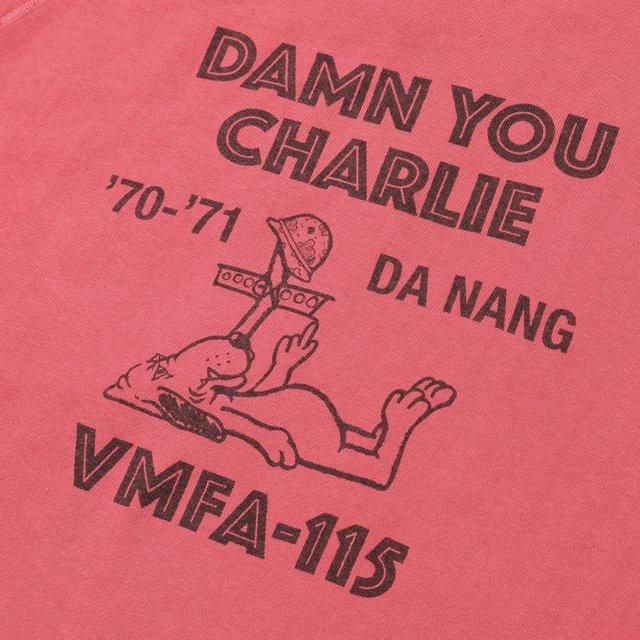 DAMN YOU
CHARLIE
'70-'71
DA NANG
VMFA-115